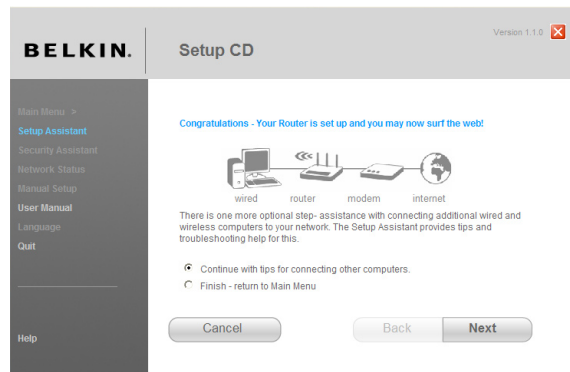 BELKIN.
Setup CD
Version 1.1.0
Main Menu >
Setup Assistant
Security Assistant
Network Status
Manual Setup
User Manual
Language
Quit
Help
Congratulations - Your Router is set up and you may now surf the web!
wired router modem internet
There is one more optional step- assistance with connecting additional wired and
wireless computers to your network. The Setup Assistant provides tips and
troubleshooting help for this.
Continue with tips for connecting other computers.
Finish - return to Main Menu
Cancel
Back
Next